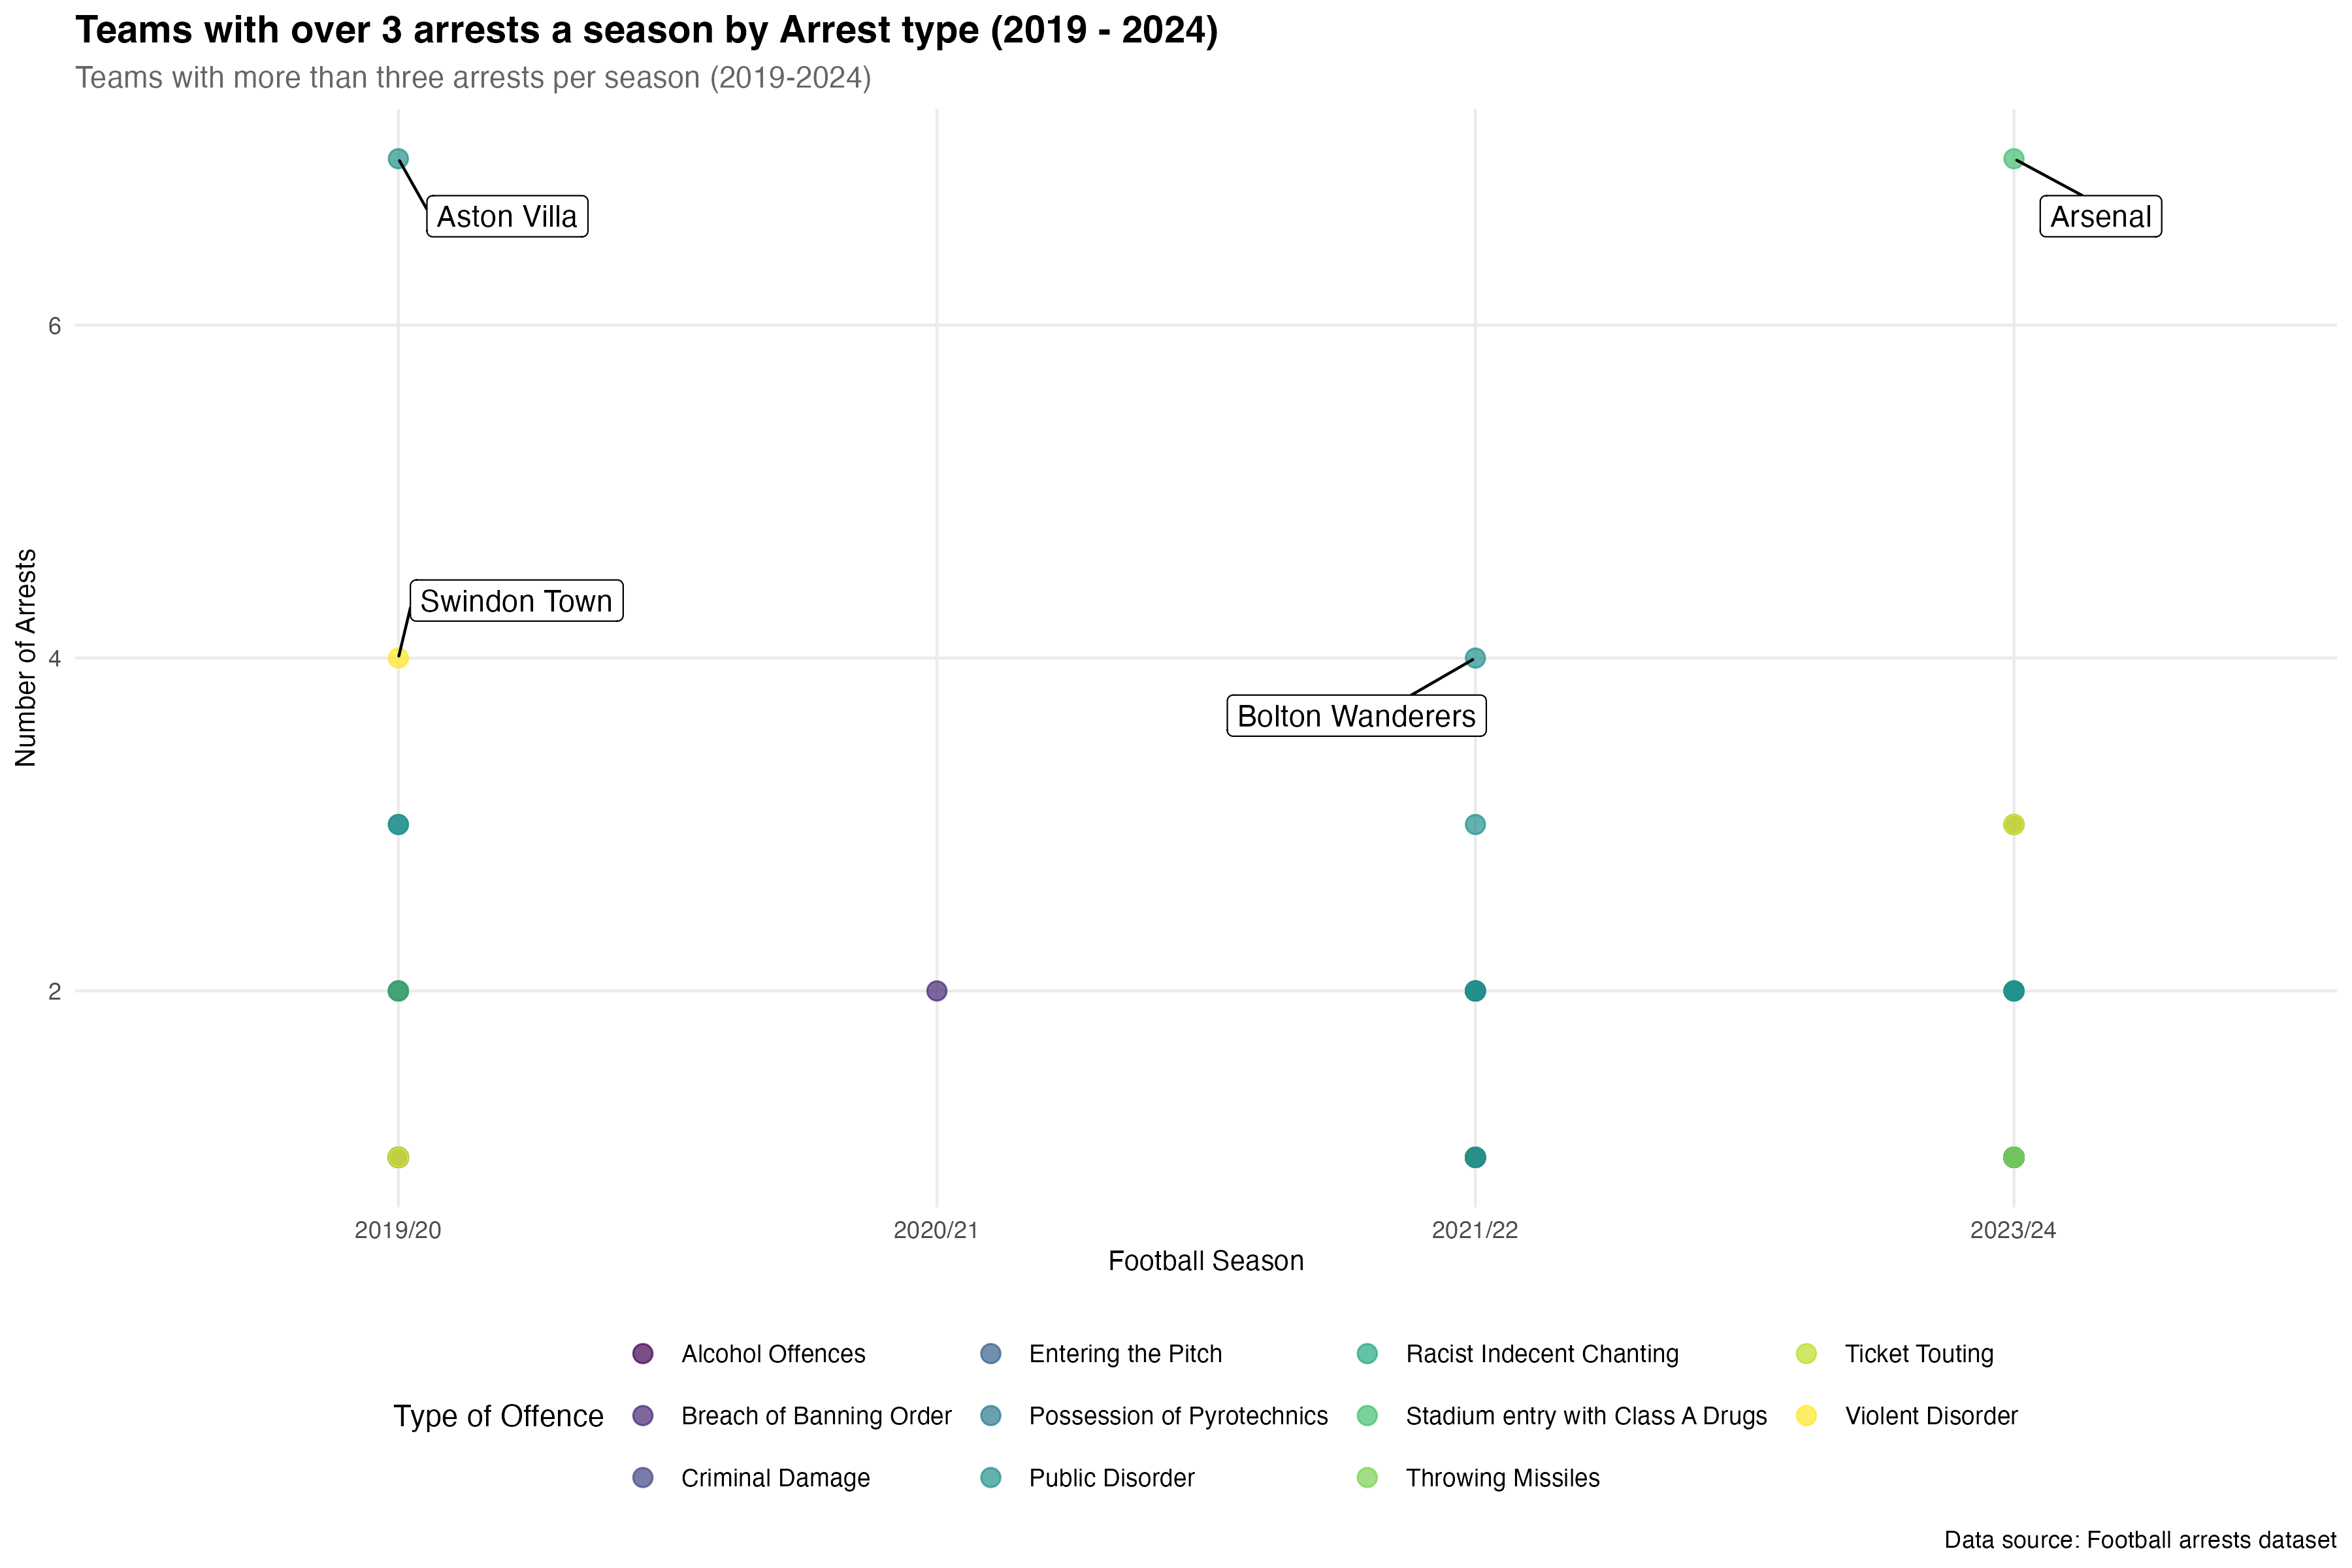 Teams with over 3 arrests a season by Arrest type (2019 - 2024)
Teams with more than three arrests per season (2019-2024)
Aston Villa
Arsenal
6
Swindon Town
Number of Arrests
4
Bolton Wanderers
2
2019/20
2020/21
2021/22
2023/24
Football Season
Type of Offence
Alcohol Offences
Breach of Banning Order
Criminal Damage
Entering the Pitch
Possession of Pyrotechnics
Public Disorder
Racist Indecent Chanting
Stadium entry with Class A Drugs
Throwing Missiles
Ticket Touting
Violent Disorder
Data source: Football arrests dataset